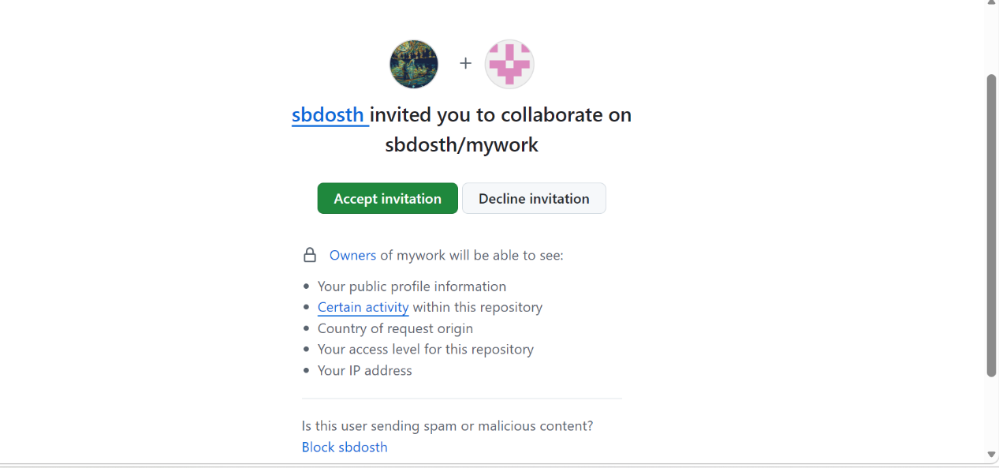 +
sbdosth invited you to collaborate on
sbdosth/mywork
Accept invitation Decline invitation
Owners of mywork will be able to see:
• Your public profile information
• Certain activity within this repository
• Country of request origin
• Your access level for this repository
• Your IP address
Is this user sending spam or malicious content?
Block sbdosth